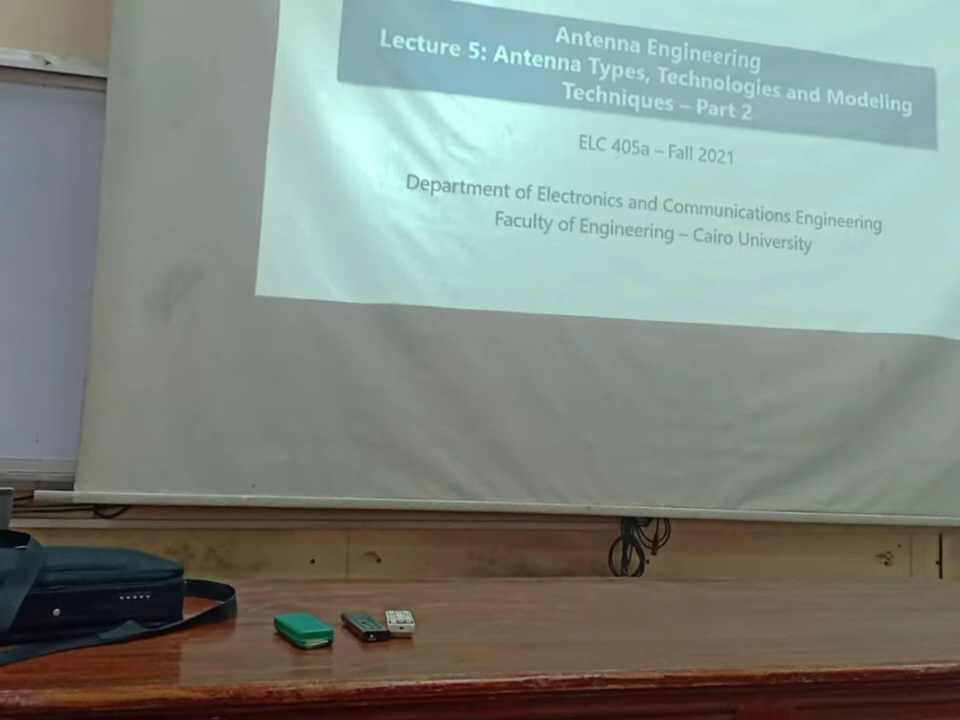 Antenna Engineering
Lecture 5: Antenna Types, Technologies and Modeling
Techniques – Part 2
ELC 405a – Fall 2021
Department of Electronics and Communications Engineering
Faculty of Engineering – Cairo University